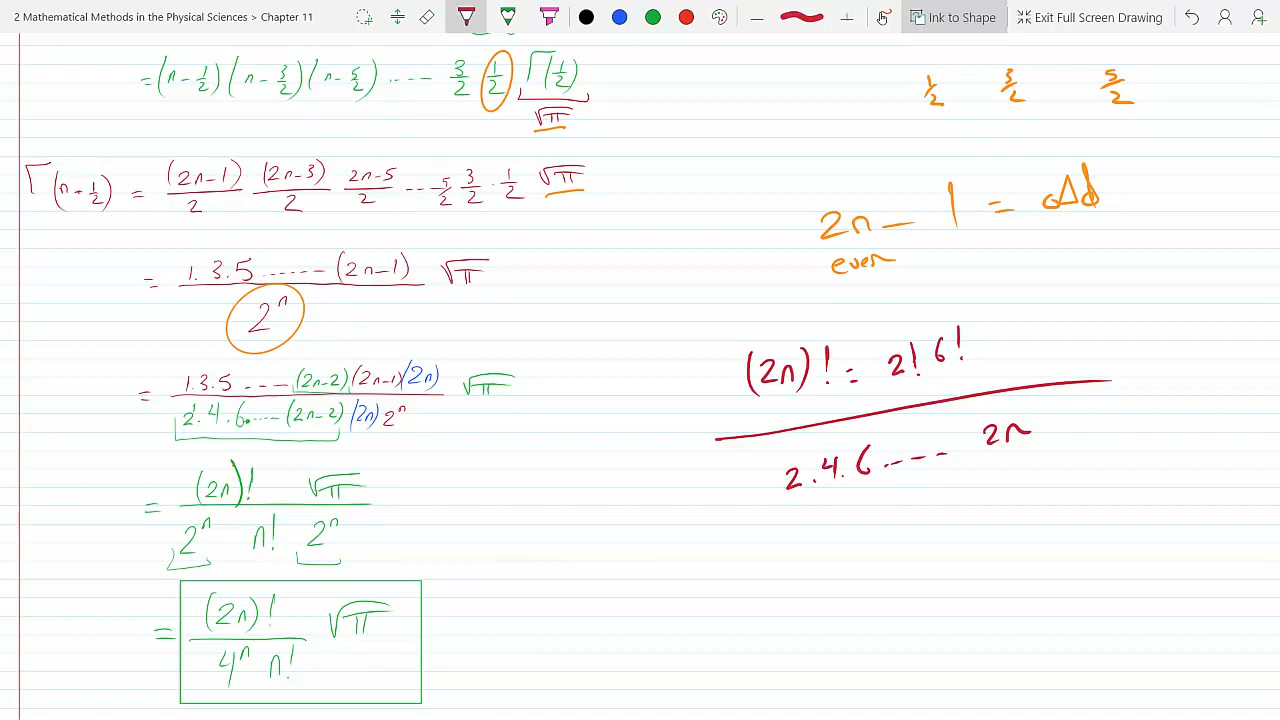 2 Mathematical Methods in the Physical Sciences > Chapter 11
Ink to Shape
Exit Full Screen Drawing
=(n-1/2)(n-3/2)(n-5/2) ..... 3/2 1/2 Γ(1/2)
√π
1/2 3/2 5/2
Γ(n+1/2) = (2n-1)/2 (2n-3)/2 2n-5/2 --- 5/2 3/2 · 1/2 √π
2n - 1 = odd
even
= 1.3.5 ...... (2n-1) / 2^n √π
(2n)! = 2! 6!
2.4.6 ---- 2n
= 1.3.5 .... (2n-2)(2n-1)(2n) / 2.4.6.....(2n-2)(2n) 2^n √π
= (2n)! √π / 2^n n! 2^n
= (2n)! / 4^n n! √π